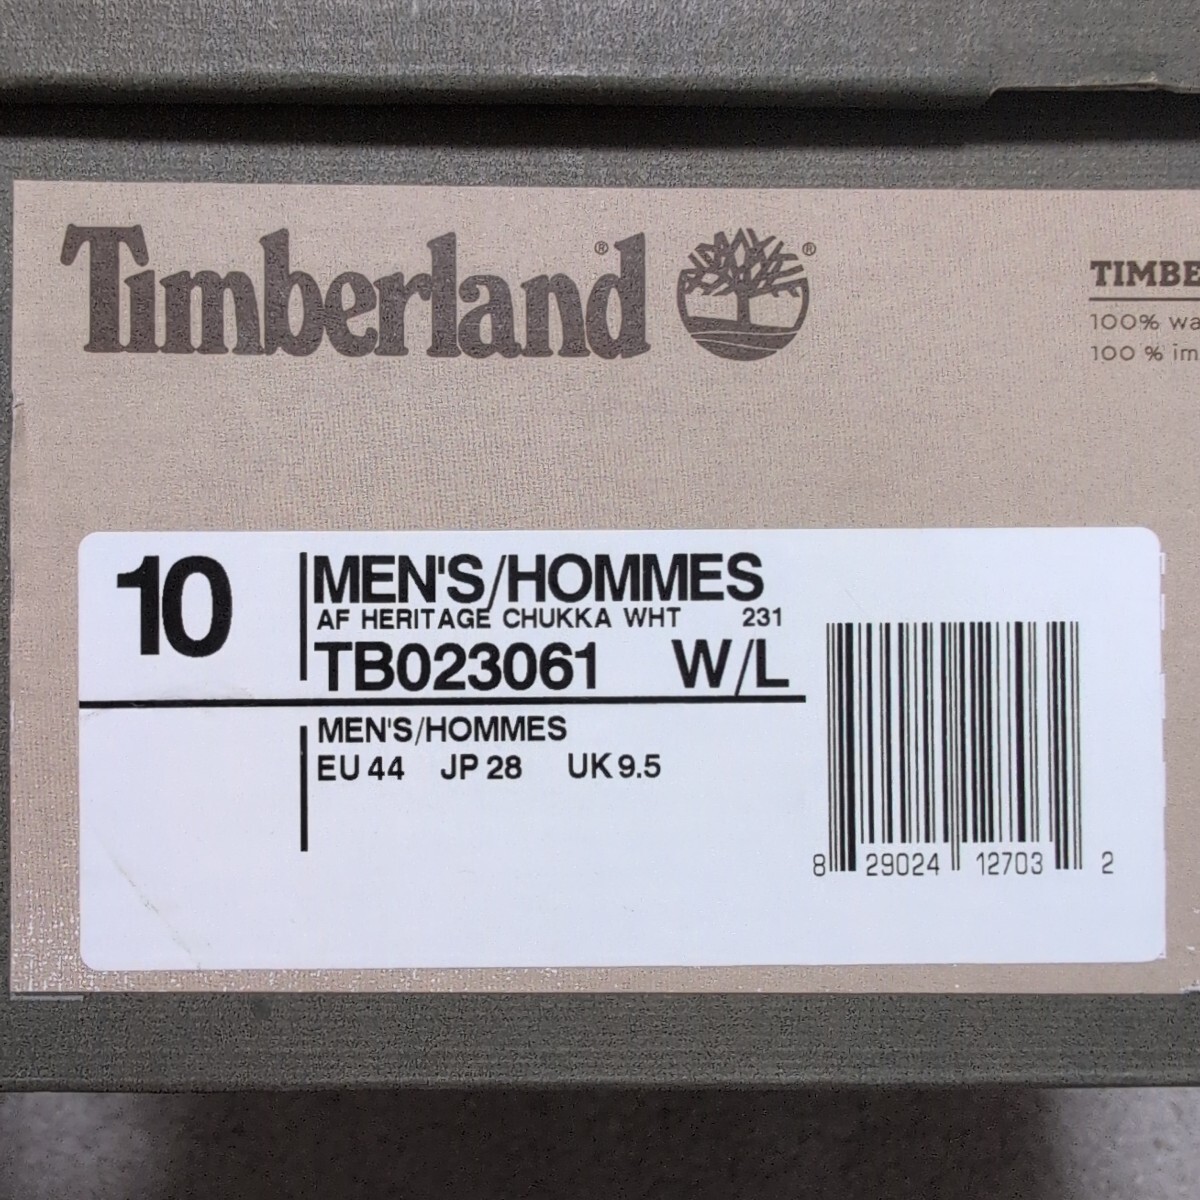 Timberland®
®
TIMBE
100% wa
100 % im
10
MEN'S/HOMMES
AF HERITAGE CHUKKA WHT 231
TB023061 W/L
MEN'S/HOMMES
EU 44 JP 28 UK 9.5
8 29024 12703 2